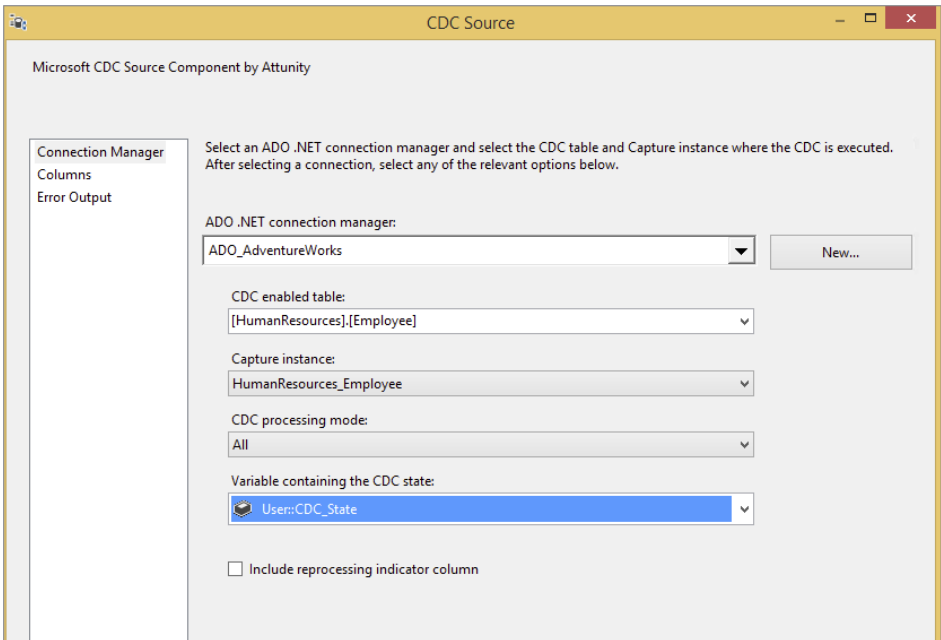 CDC Source
Microsoft CDC Source Component by Attunity
Connection Manager
Columns
Error Output
Select an ADO .NET connection manager and select the CDC table and Capture instance where the CDC is executed.
After selecting a connection, select any of the relevant options below.
ADO .NET connection manager:
ADO_AdventureWorks
New...
CDC enabled table:
[HumanResources].[Employee]
Capture instance:
HumanResources_Employee
CDC processing mode:
All
Variable containing the CDC state:
User::CDC_State
Include reprocessing indicator column